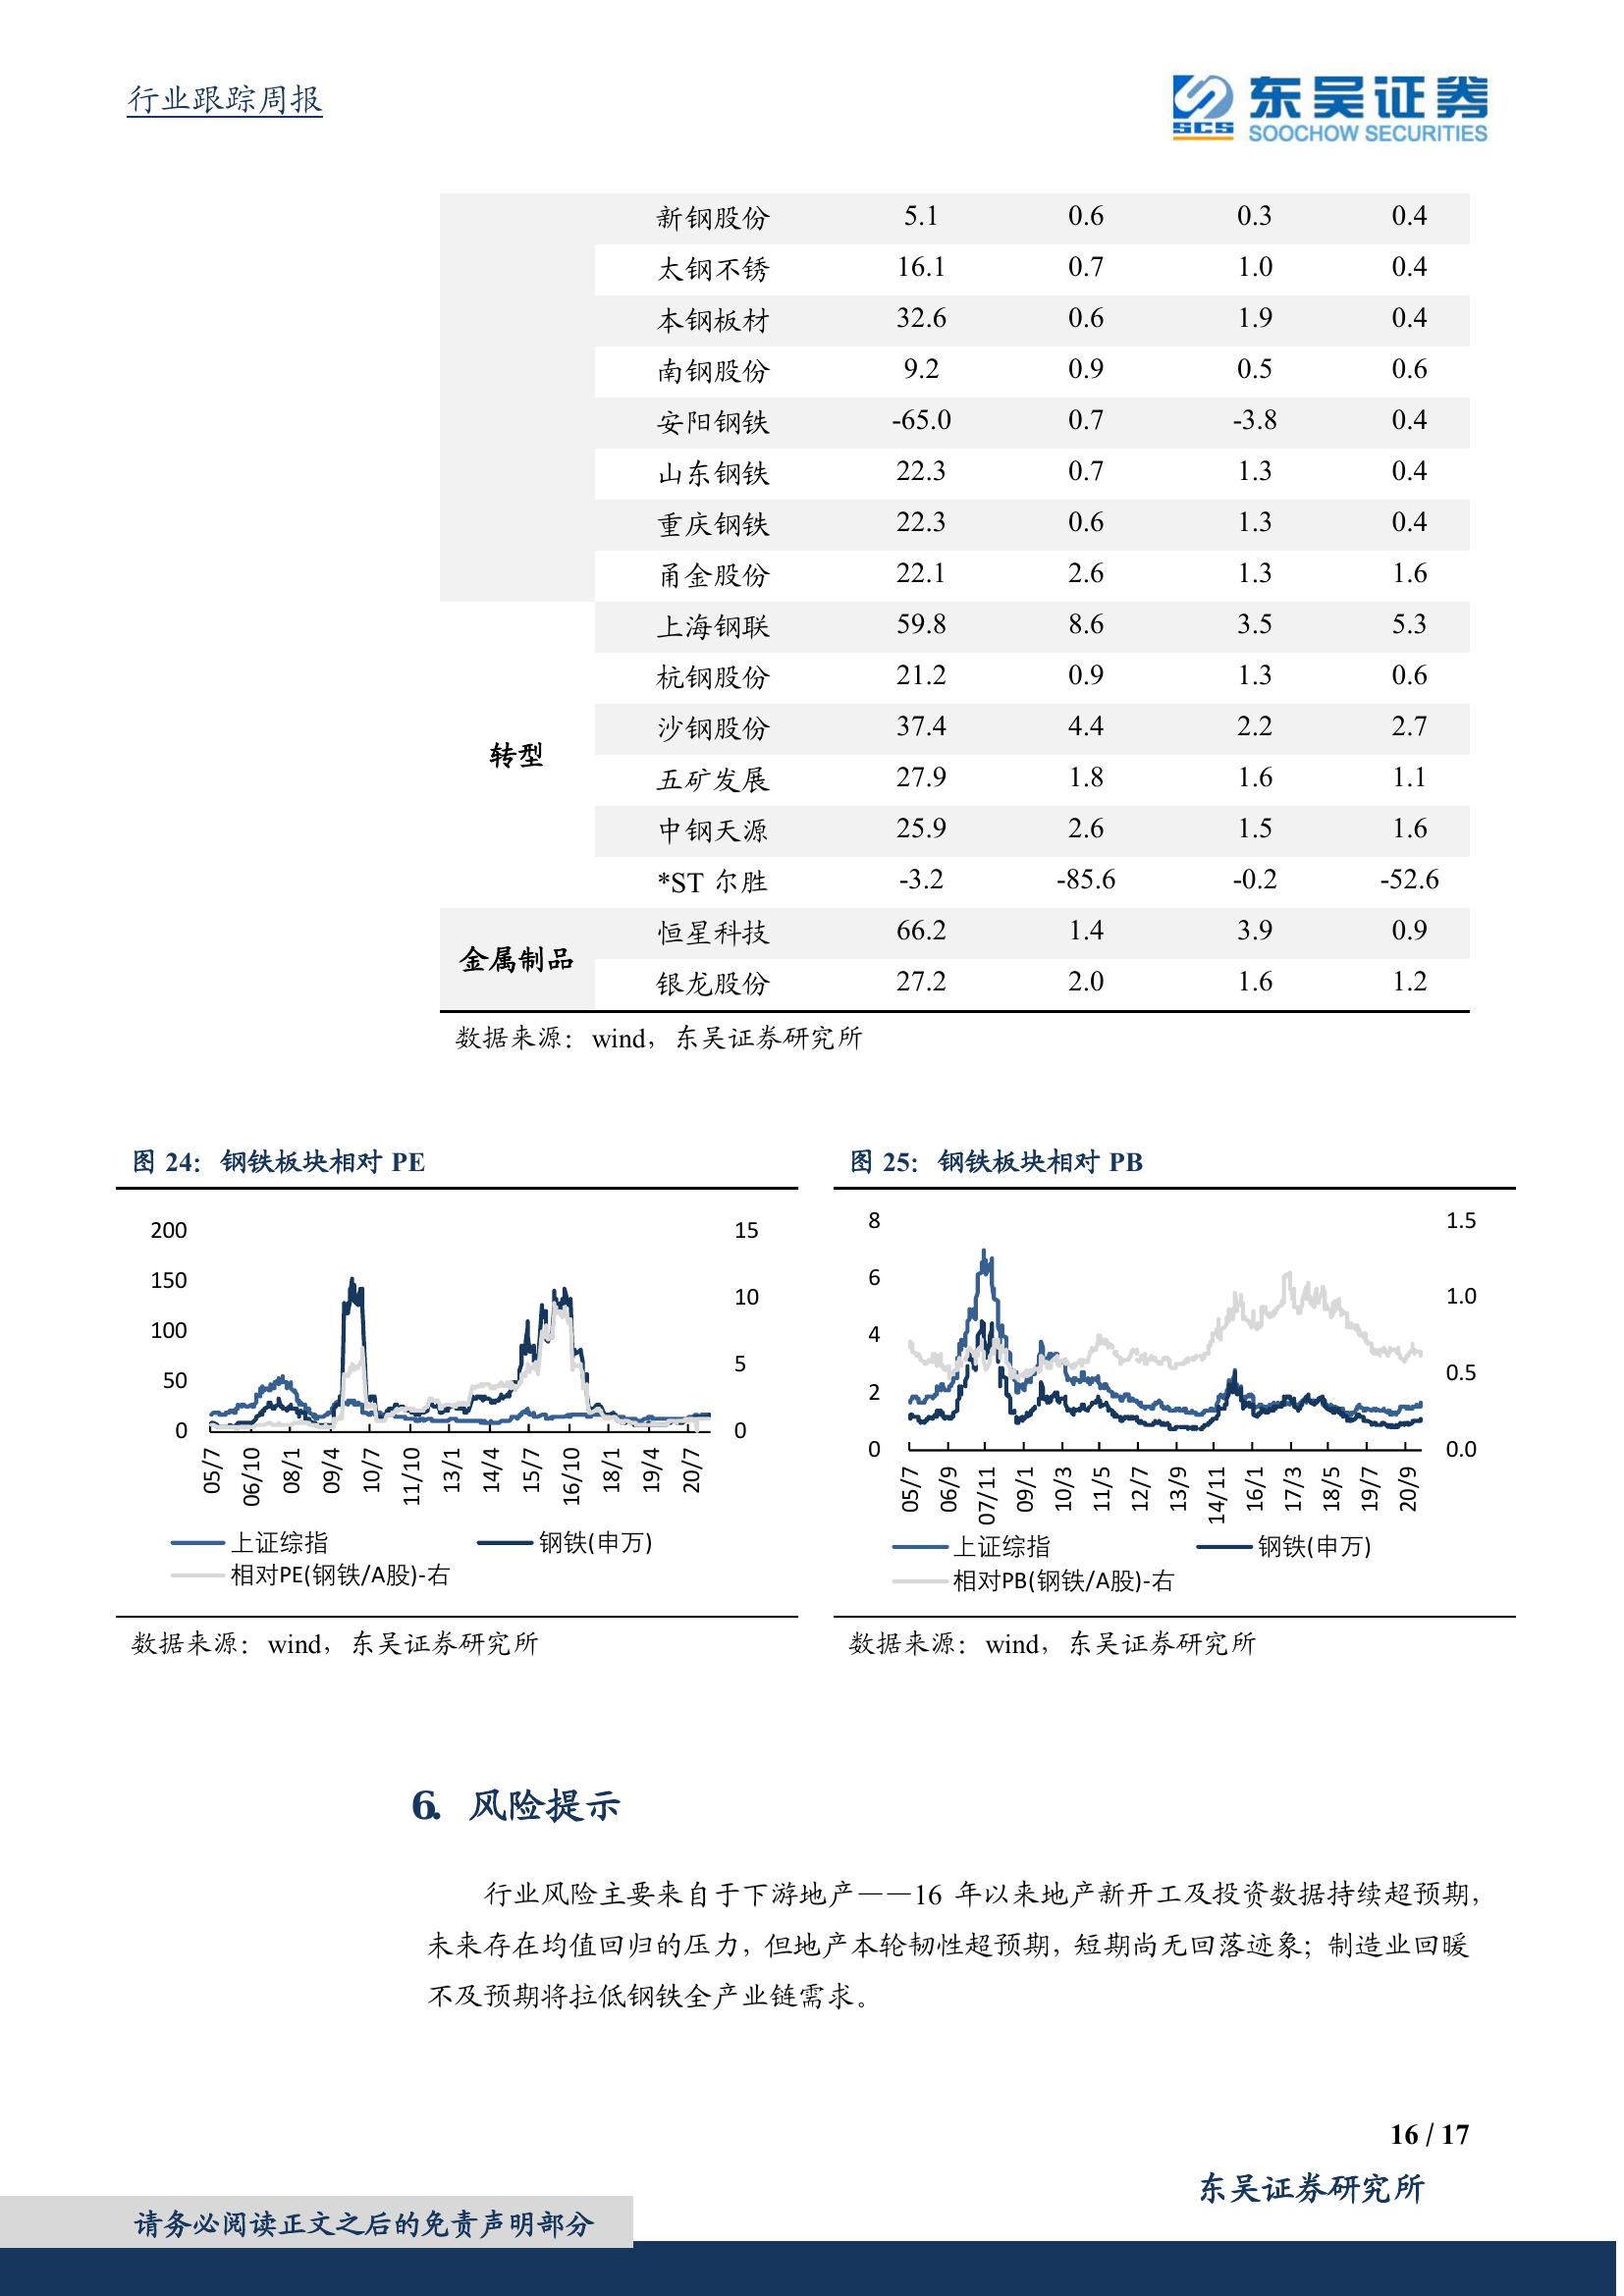 行业跟踪周报
SCS 东吴证券
SOOCHOW SECURITIES
新钢股份 5.1 0.6 0.3 0.4
太钢不锈 16.1 0.7 1.0 0.4
本钢板材 32.6 0.6 1.9 0.4
南钢股份 9.2 0.9 0.5 0.6
安阳钢铁 -65.0 0.7 -3.8 0.4
山东钢铁 22.3 0.7 1.3 0.4
重庆钢铁 22.3 0.6 1.3 0.4
甬金股份 22.1 2.6 1.3 1.6
转型
上海钢联 59.8 8.6 3.5 5.3
杭钢股份 21.2 0.9 1.3 0.6
沙钢股份 37.4 4.4 2.2 2.7
五矿发展 27.9 1.8 1.6 1.1
中钢天源 25.9 2.6 1.5 1.6
*ST 尔胜 -3.2 -85.6 -0.2 -52.6
金属制品
恒星科技 66.2 1.4 3.9 0.9
银龙股份 27.2 2.0 1.6 1.2
数据来源：wind，东吴证券研究所
图 24：钢铁板块相对 PE
200
150
100
50
0
15
10
5
0
05/7 06/10 08/1 09/4 10/7 11/10 13/1 14/4 15/7 16/10 18/1 19/4 20/7
上证综指 钢铁(申万)
相对PE(钢铁/A股)-右
数据来源：wind，东吴证券研究所
图 25：钢铁板块相对 PB
8
6
4
2
0
1.5
1.0
0.5
0.0
05/7 06/9 07/11 09/1 10/3 11/5 12/7 13/9 14/11 16/1 17/3 18/5 19/7 20/9
上证综指 钢铁(申万)
相对PB(钢铁/A股)-右
数据来源：wind，东吴证券研究所
6. 风险提示
行业风险主要来自于下游地产——16 年以来地产新开工及投资数据持续超预期，
未来存在均值回归的压力，但地产本轮韧性超预期，短期尚无回落迹象；制造业回暖
不及预期将拉低钢铁全产业链需求。
16 / 17
东吴证券研究所
请务必阅读正文之后的免责声明部分